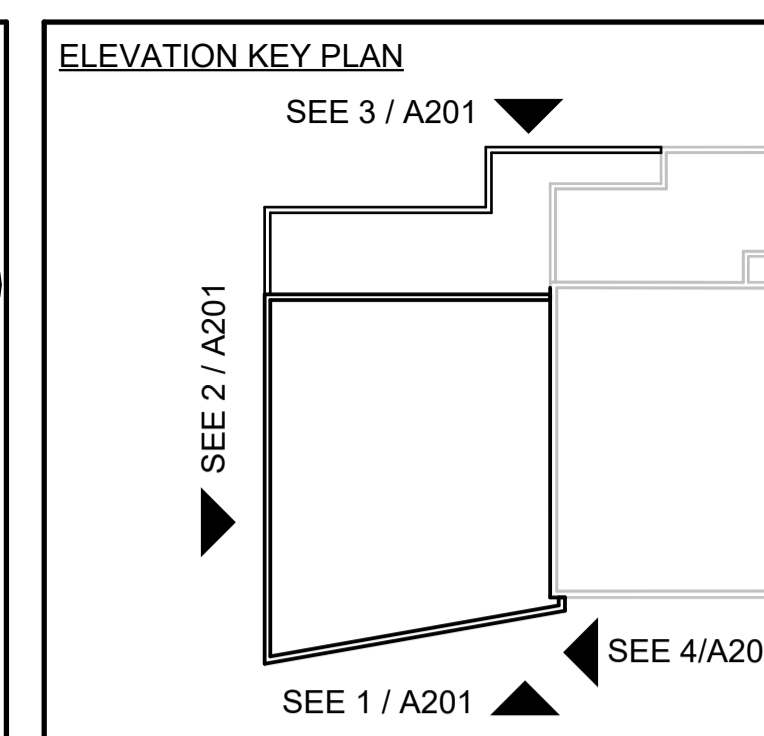 ELEVATION KEY PLAN
SEE 3 / A201
SEE 2 / A201
SEE 4/A20
SEE 1 / A201